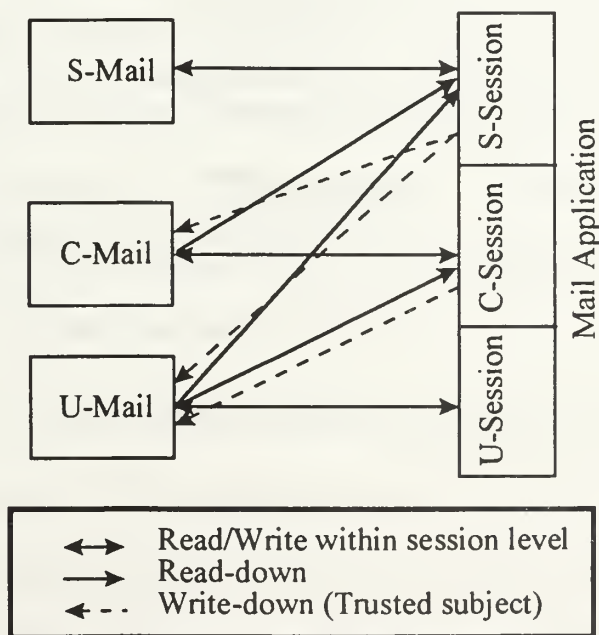 S-Mail
C-Mail
U-Mail
S-Session
C-Session
U-Session
Mail Application
Read/Write within session level
Read-down
Write-down (Trusted subject)